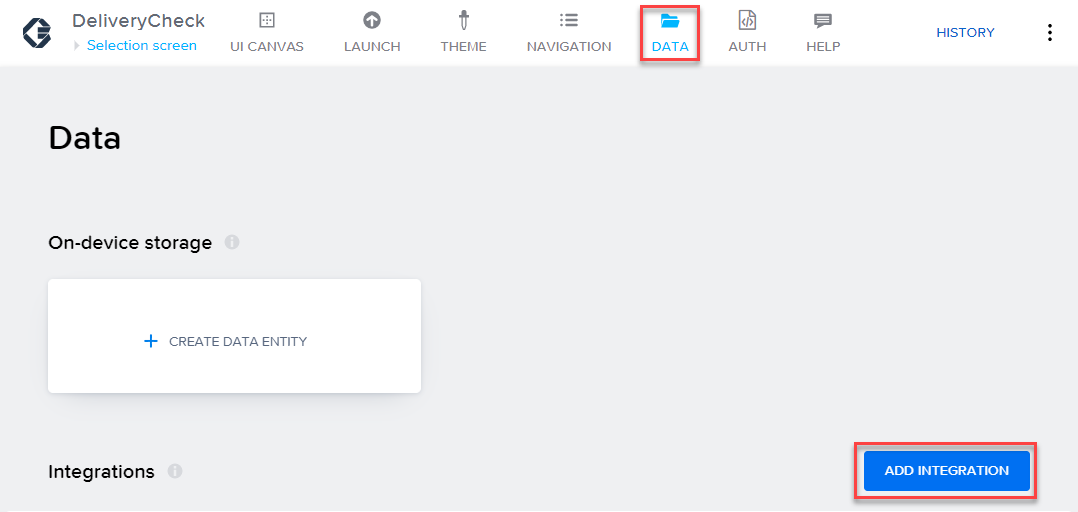 DeliveryCheck
Selection screen
UI CANVAS
LAUNCH
THEME
NAVIGATION
DATA
AUTH
HELP
HISTORY
Data
On-device storage
CREATE DATA ENTITY
Integrations
ADD INTEGRATION